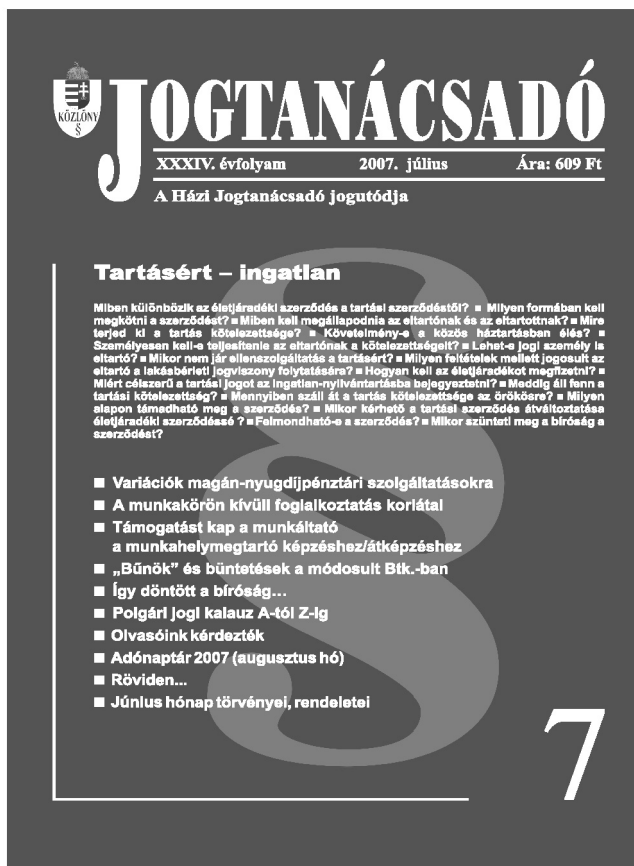 KÖZLÖNY
§
JOGTANÁCSADÓ
XXXIV. évfolyam 2007. július Ára: 609 Ft
A Házi Jogtanácsadó jogutódja
§
Tartásért – ingatlan
Miben különbözik az életjáradéki szerződés a tartási szerződéstől? ■ Milyen formában kell
megkötni a szerződést? ■ Miben kell megállapodnia az eltartónak és az eltartottnak? ■ Mire
terjed ki a tartás kötelezettsége? ■ Követelmény-e a közös háztartásban élés? ■
Személyesen kell-e teljesítenie az eltartónak a kötelezettségeit? ■ Lehet-e jogi személy is
eltartó? ■ Mikor nem jár ellenszolgáltatás a tartásért? ■ Milyen feltételek mellett jogosult az
eltartó a lakásbérleti jogviszony folytatására? ■ Hogyan kell az életjáradékot megfizetni? ■
Miért célszerű a tartási jogot az ingatlan-nyilvántartásba bejegyeztetni? ■ Meddig áll fenn a
tartási kötelezettség? ■ Mennyiben száll át a tartás kötelezettsége az örökösre? ■ Milyen
alapon támadható meg a szerződés? ■ Mikor kérhető a tartási szerződés átváltoztatása
életjáradéki szerződéssé ? ■ Felmondható-e a szerződés? ■ Mikor szünteti meg a bíróság a
szerződést?
■ Variációk magán-nyugdíjpénztári szolgáltatásokra
■ A munkakörön kívüll foglalkoztatás korlátai
■ Támogatást kap a munkáltató
a munkahelymegtartó képzéshez/átképzéshez
■ „Bűnök” és büntetések a módosult Btk.-ban
■ Így döntött a bíróság...
■ Polgári jogi kalauz A-tól Z-ig
■ Olvasóink kérdezték
■ Adónaptár 2007 (augusztus hó)
■ Röviden...
■ Június hónap törvényei, rendeletei
7